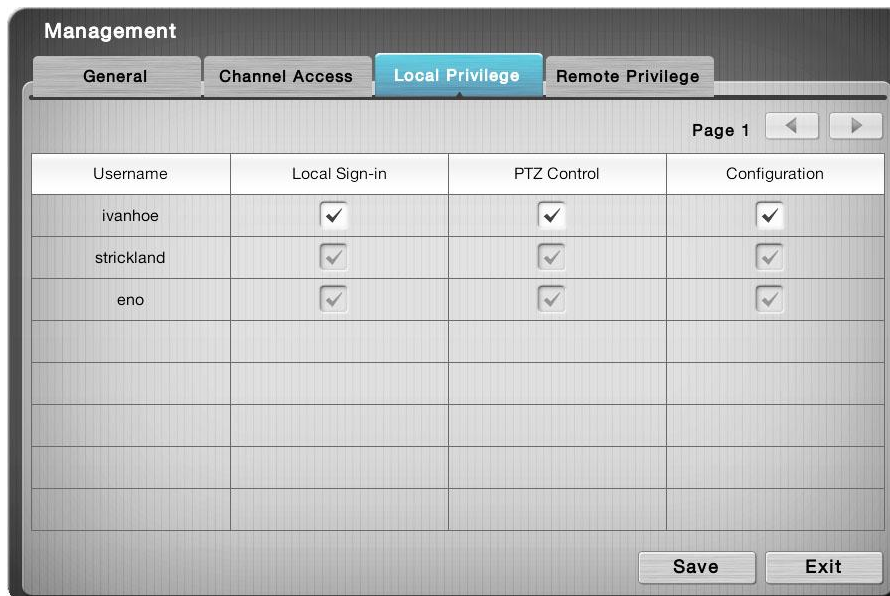 Management
General Channel Access Local Privilege Remote Privilege
Page 1
Username Local Sign-in PTZ Control Configuration
ivanhoe
strickland
eno
Save Exit